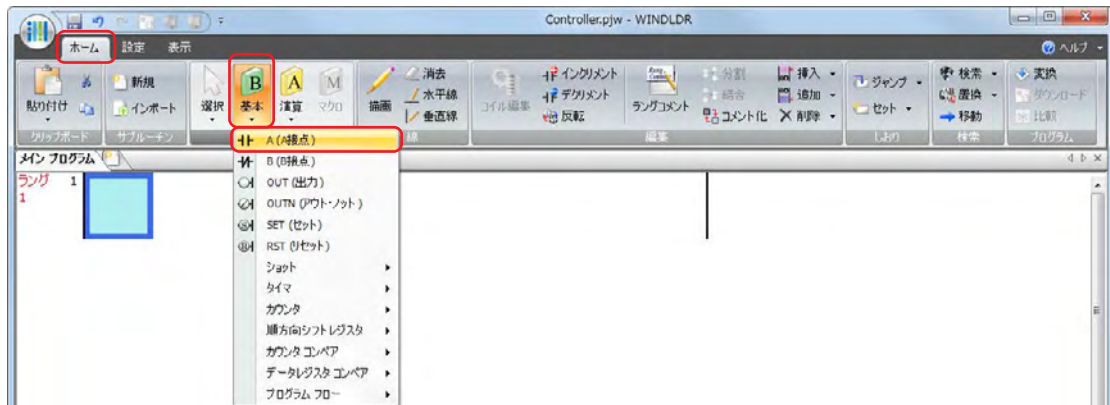 Controller.pjw - WINDLDR
ホーム 設定 表示 ヘルプ
貼り付け
クリップボード
新規
インポート
サブルーチン
選択 基本 演算 マクロ 描画
消去
水平線
垂直線
線
コイル編集
インクリメント
デクリメント
反転
ラングコメント
分割
結合
コメント化
挿入
追加
削除
編集
ジャンプ
セット
しおり
検索
置換
移動
検索
変換
ダウンロード
比較
プログラム
メイン プログラム
ラング 1
1
A (A接点)
B (B接点)
OUT (出力)
OUTN (アウト・ノット)
SET (セット)
RST (リセット)
ショット
タイマ
カウンタ
順方向シフトレジスタ
カウンタ コンペア
データレジスタ コンペア
プログラム フロー